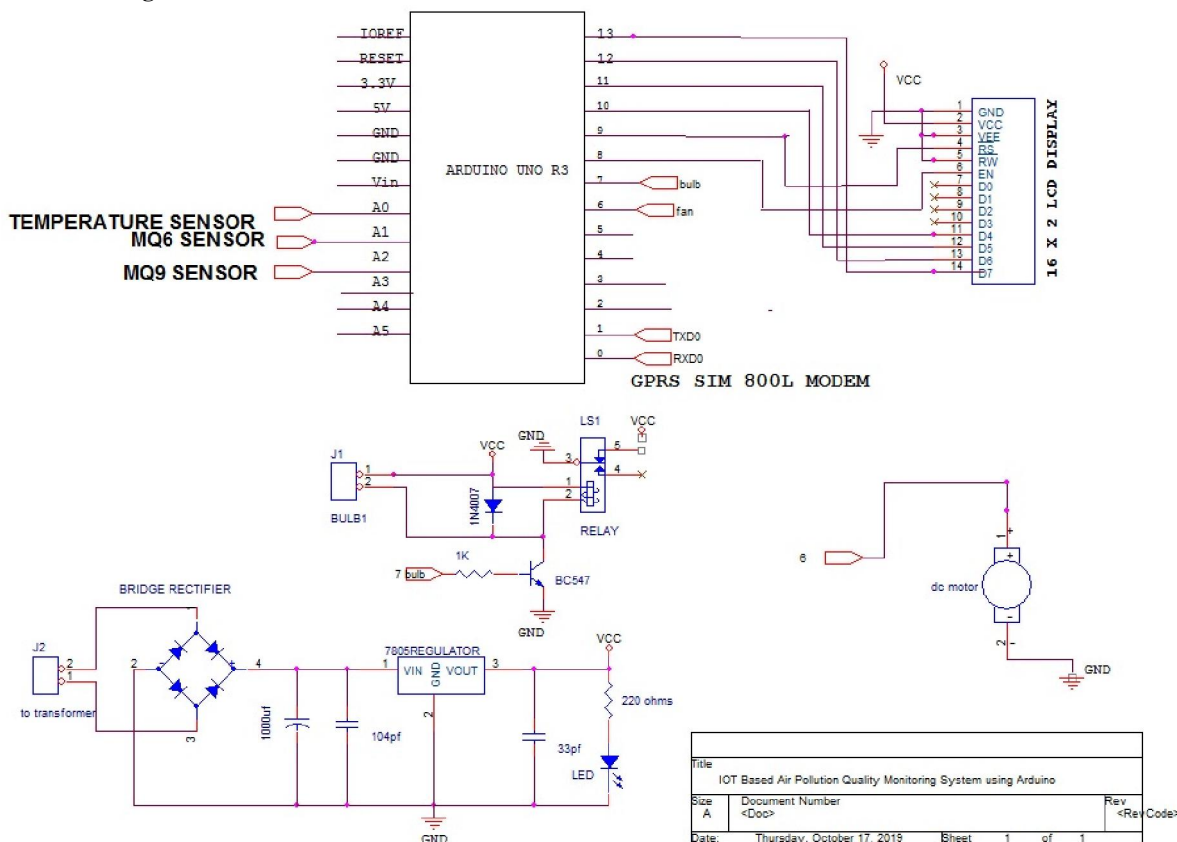 IOREF
RESET
3.3V
5V
GND
GND
Vin
A0
A1
A2
A3
A4
A5
TEMPERATURE SENSOR
MQ6 SENSOR
MQ9 SENSOR
ARDUINO UNO R3
13
12
11
10
9
8
7
6
5
4
3
2
1
0
bulb
fan
TXD0
RXD0
GPRS SIM 800L MODEM
VCC
1 GND
2 VCC
3 VEE
4 RS
5 RW
6 EN
7 D0
8 D1
9 D2
10 D3
11 D4
12 D5
13 D6
14 D7
16 X 2 LCD DISPLAY
J1
1
2
BULB1
VCC
1N4007
GND
LS1
VCC
3
5
4
1
2
RELAY
1K
7 bulb
BC547
GND
6
1
+
+
dc motor
-
2
-
GND
BRIDGE RECTIFIER
J2
2
1
to transformer
1
2
-
+
4
3
1000uf
104pf
7805REGULATOR
1
VIN
GND
VOUT
3
2
33pf
VCC
220 ohms
LED
GND
Title
IOT Based Air Pollution Quality Monitoring System using Arduino
Size
A
Document Number
<Doc>
Rev
<RevCode>
Date: Thursday, October 17, 2019 Sheet 1 of 1